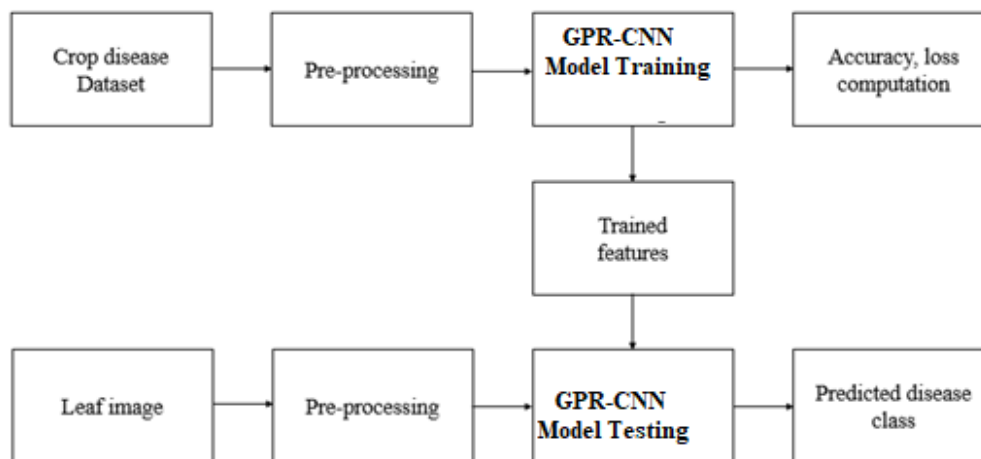 Crop disease
Dataset
Pre-processing
GPR-CNN
Model Training
Accuracy, loss
computation
Trained
features
Leaf image
Pre-processing
GPR-CNN
Model Testing
Predicted disease
class